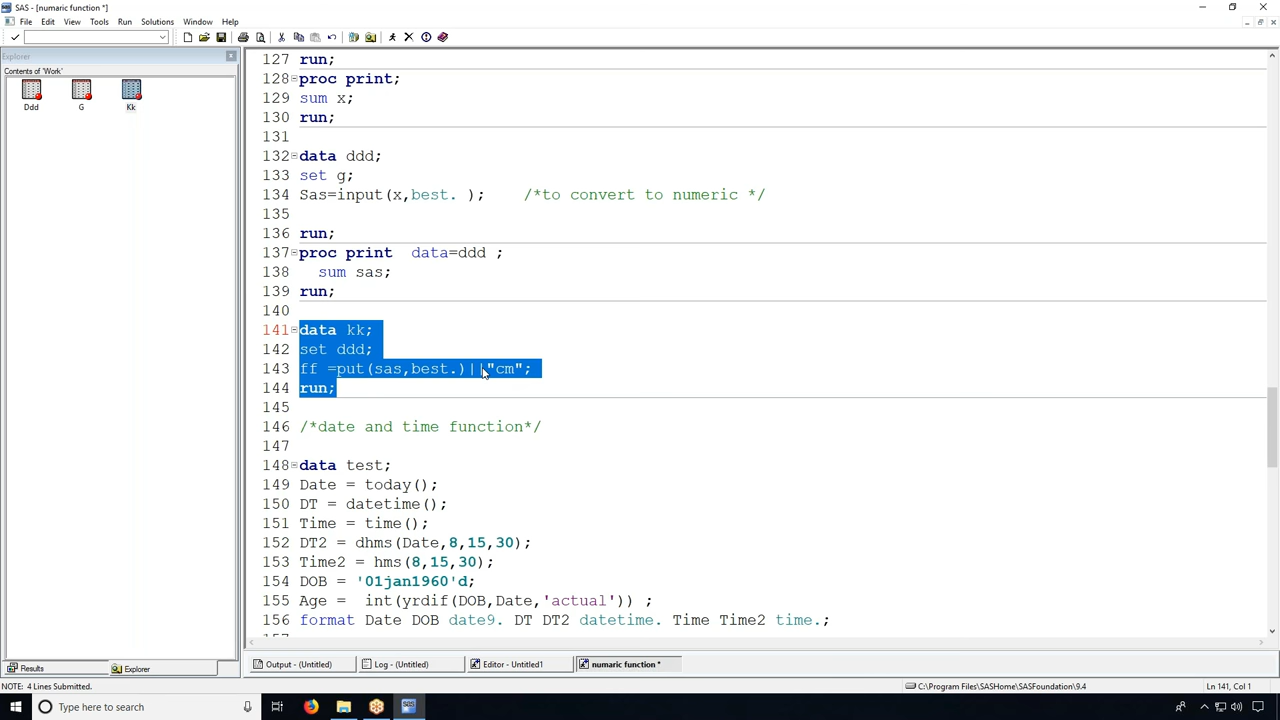 SAS - [numaric function *]
File Edit View Tools Run Solutions Window Help
Explorer
Contents of 'Work'
Ddd G Kk
127 run;
128 proc print;
129 sum x;
130 run;
131
132 data ddd;
133 set g;
134 Sas=input(x,best. ); /*to convert to numeric */
135
136 run;
137 proc print data=ddd ;
138 sum sas;
139 run;
140
141 data kk;
142 set ddd;
143 ff =put(sas,best.)||"cm";
144 run;
145
146 /*date and time function*/
147
148 data test;
149 Date = today();
150 DT = datetime();
151 Time = time();
152 DT2 = dhms(Date,8,15,30);
153 Time2 = hms(8,15,30);
154 DOB = '01jan1960'd;
155 Age = int(yrdif(DOB,Date,'actual')) ;
156 format Date DOB date9. DT DT2 datetime. Time Time2 time.;
Results Explorer Output - (Untitled) Log - (Untitled) Editor - Untitled1 numaric function *
NOTE: 4 Lines Submitted. C:\Program Files\SASHome\SASFoundation\9.4 Ln 141, Col 1
Type here to search